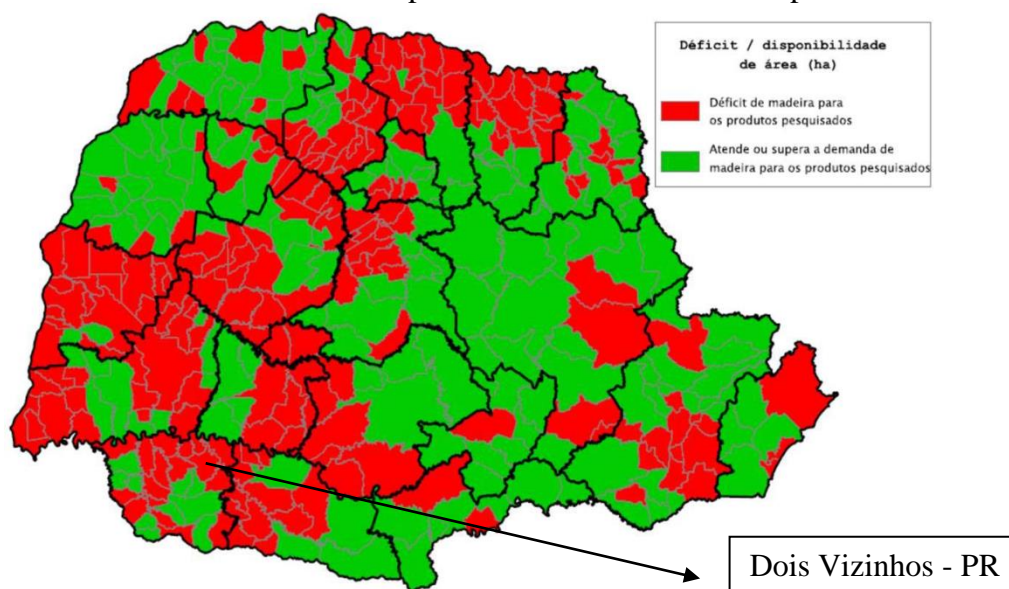 Déficit / disponibilidade
de área (ha)
Déficit de madeira para
os produtos pesquisados
Atende ou supera a demanda de
madeira para os produtos pesquisados
Dois Vizinhos - PR